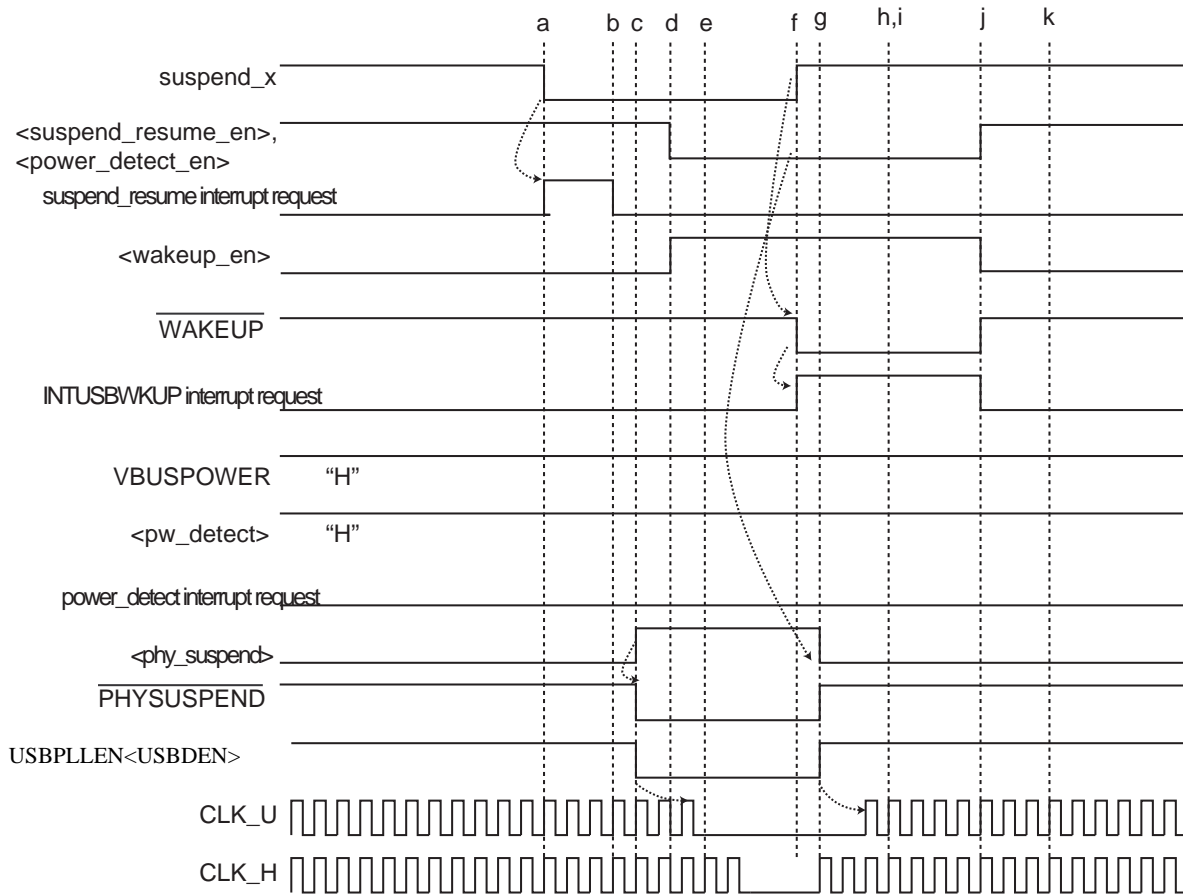 a b c d e f g h,i j k
suspend_x
<suspend_resume_en>,
<power_detect_en>
suspend_resume interrupt request
<wakeup_en>
WAKEUP
INTUSBWKUP interrupt request
VBUSPOWER “H”
<pw_detect> “H”
power_detect interrupt request
<phy_suspend>
PHYSUSPEND
USBPLLEN<USBDEN>
CLK_U
CLK_H